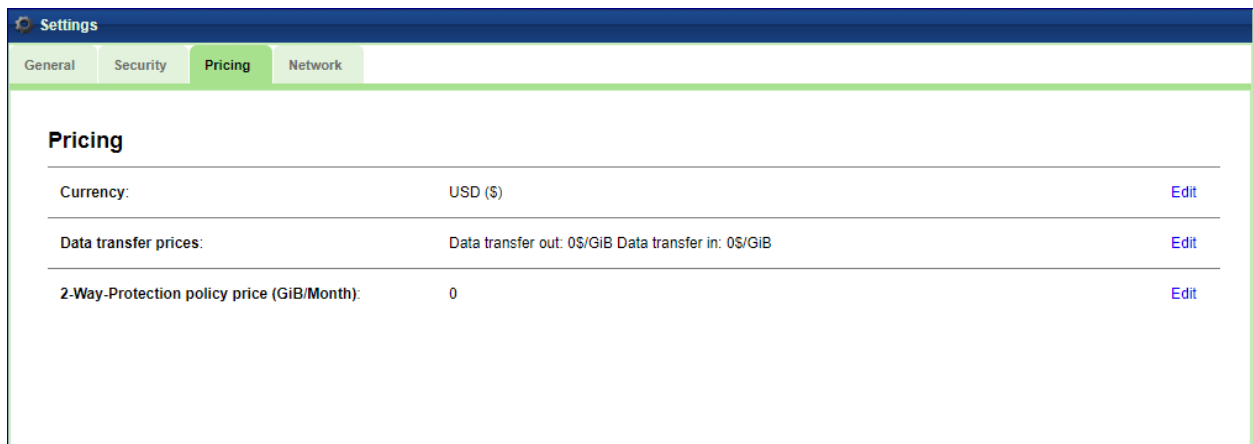 Settings
General Security Pricing Network
Pricing
Currency: USD ($) Edit
Data transfer prices: Data transfer out: 0$/GiB Data transfer in: 0$/GiB Edit
2-Way-Protection policy price (GiB/Month): 0 Edit